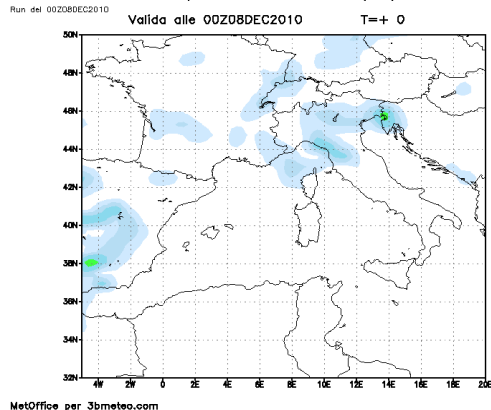 Run del 00Z08DEC2010
Valida alle 00Z08DEC2010 T=+ 0
50N
48N
46N
44N
42N
40N
38N
36N
34N
32N
4W 2W 0 2E 4E 6E 8E 10E 12E 14E 16E 18E 20E
MetOffice per 3bmeteo.com